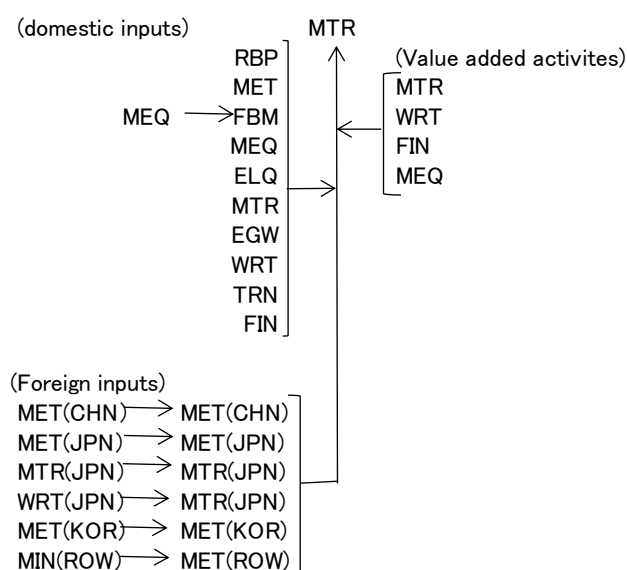 (domestic inputs)
MTR
RBP
MET
MEQ FBM
MEQ
ELQ
MTR
EGW
WRT
TRN
FIN
(Value added activites)
MTR
WRT
FIN
MEQ
(Foreign inputs)
MET(CHN) MET(CHN)
MET(JPN) MET(JPN)
MTR(JPN) MTR(JPN)
WRT(JPN) MTR(JPN)
MET(KOR) MET(KOR)
MIN(ROW) MET(ROW)